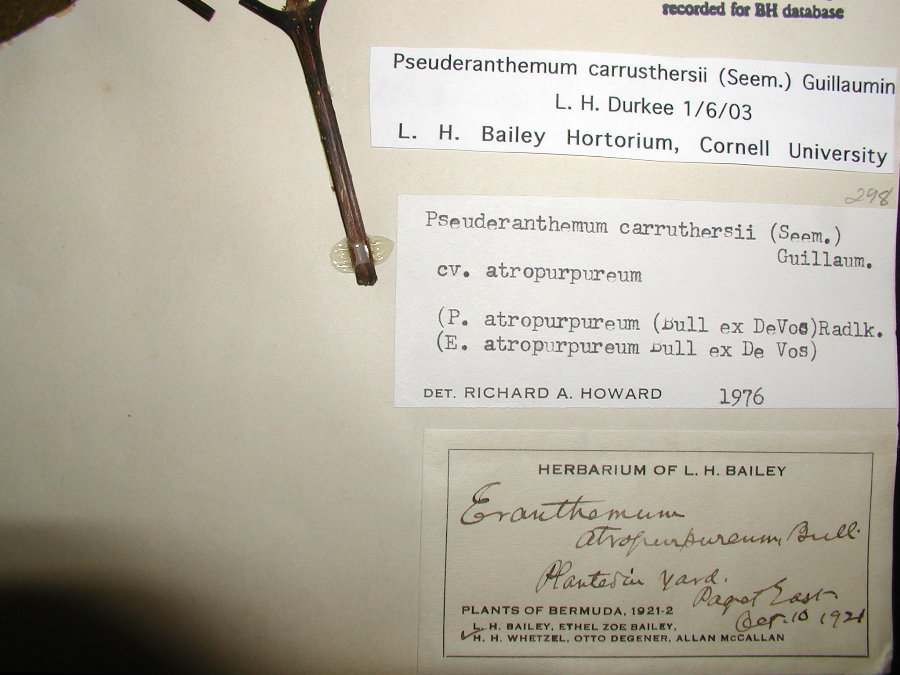 recorded for BH database
Pseuderanthemum carrusthersii (Seem.) Guillaumin
L. H. Durkee 1/6/03
L. H. Bailey Hortorium, Cornell University
298
Pseuderanthemum carruthersii (Seem.)
Guillaum.
cv. atropurpureum
(P. atropurpureum (Bull ex DeVos)Radlk.
(E. atropurpureum Bull ex De Vos)
DET. RICHARD A. HOWARD 1976
HERBARIUM OF L. H. BAILEY
Eranthemum
atropurpureum, Bull.
Planted in yard.
Paget East
PLANTS OF BERMUDA, 1921-2
Oct. 10 1921
L. H. BAILEY, ETHEL ZOE BAILEY,
✓H. H. WHETZEL, OTTO DEGENER, ALLAN McCALLAN